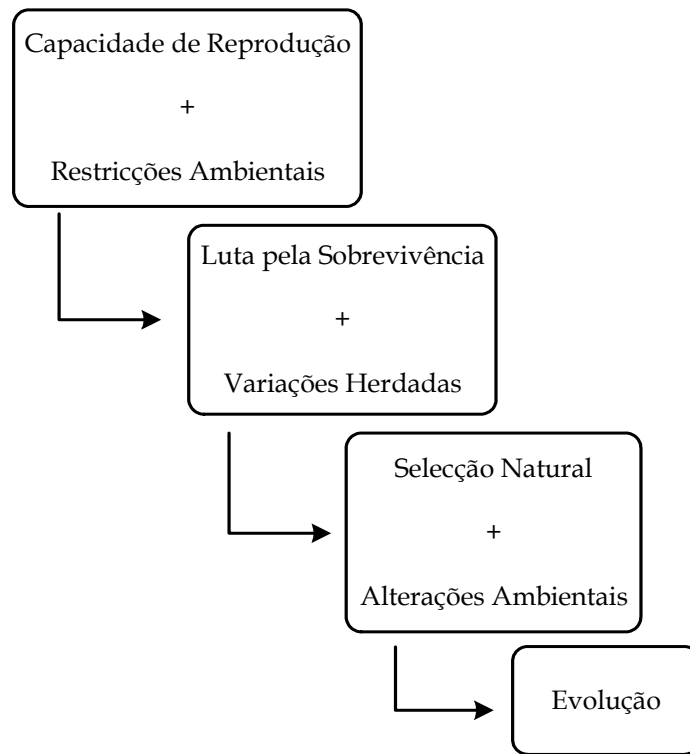 Capacidade de Reprodução
+
Restricções Ambientais
Luta pela Sobrevivência
+
Variações Herdadas
Selecção Natural
+
Alterações Ambientais
Evolução